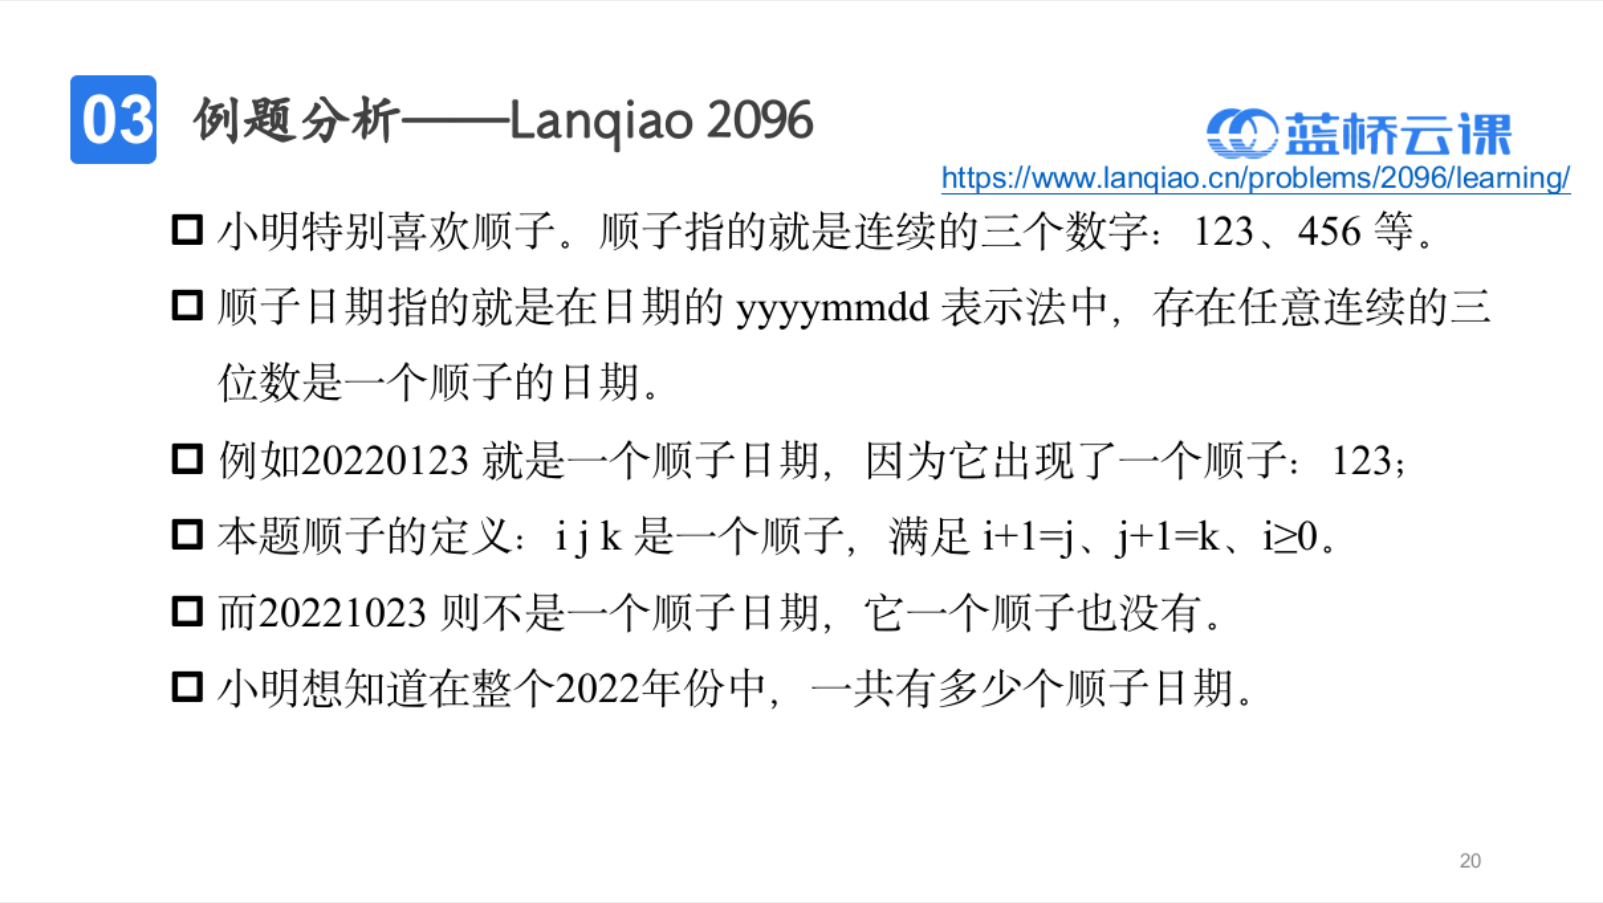 03 例题分析——Lanqiao 2096
蓝桥云课
https://www.lanqiao.cn/problems/2096/learning/
小明特别喜欢顺子。顺子指的就是连续的三个数字：123、456 等。
顺子日期指的就是在日期的 yyyymmdd 表示法中，存在任意连续的三
位数是一个顺子的日期。
例如20220123 就是一个顺子日期，因为它出现了一个顺子：123；
本题顺子的定义：i j k 是一个顺子，满足 i+1=j、j+1=k、i≥0。
而20221023 则不是一个顺子日期，它一个顺子也没有。
小明想知道在整个2022年份中，一共有多少个顺子日期。
20